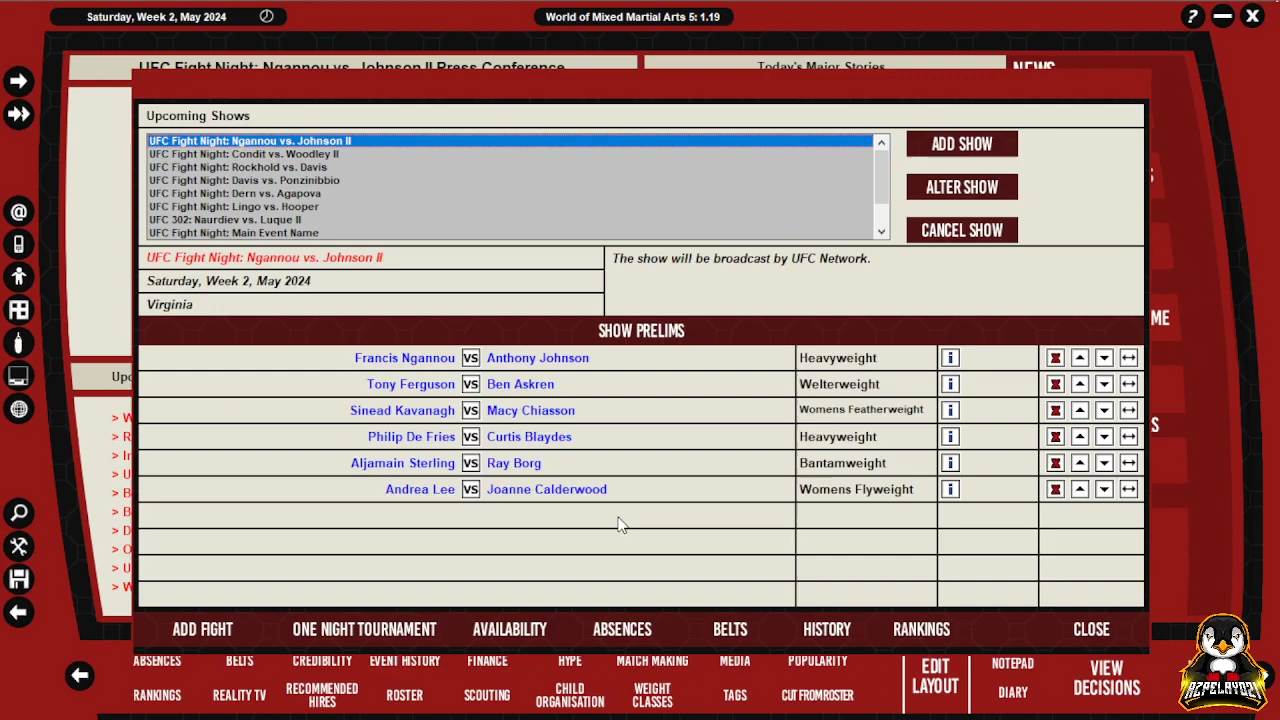 Saturday, Week 2, May 2024
World of Mixed Martial Arts 5: 1.19
?
UFC Fight Night: Ngannou vs. Johnson II Press Conference
Today's Major Stories
NEWS
Upcoming Shows
UFC Fight Night: Ngannou vs. Johnson II
UFC Fight Night: Condit vs. Woodley II
UFC Fight Night: Rockhold vs. Davis
UFC Fight Night: Davis vs. Ponzinibbio
UFC Fight Night: Dern vs. Agapova
UFC Fight Night: Lingo vs. Hooper
UFC 302: Naurdiev vs. Luque II
UFC Fight Night: Main Event Name
ADD SHOW
ALTER SHOW
CANCEL SHOW
UFC Fight Night: Ngannou vs. Johnson II
The show will be broadcast by UFC Network.
Saturday, Week 2, May 2024
Virginia
SHOW PRELIMS
Francis Ngannou VS Anthony Johnson Heavyweight i
Tony Ferguson VS Ben Askren Welterweight i
Sinead Kavanagh VS Macy Chiasson Womens Featherweight i
Philip De Fries VS Curtis Blaydes Heavyweight i
Aljamain Sterling VS Ray Borg Bantamweight i
Andrea Lee VS Joanne Calderwood Womens Flyweight i
ME
Upc
S
> W
> R
> In
> U
> B
> B
> D
> O
> U
> W
ADD FIGHT ONE NIGHT TOURNAMENT AVAILABILITY ABSENCES BELTS HISTORY RANKINGS CLOSE
ABSENCES BELTS CREDIBILITY EVENT HISTORY FINANCE HYPE MATCH MAKING MEDIA POPULARITY
RANKINGS REALITY TV RECOMMENDED HIRES ROSTER SCOUTING CHILD ORGANISATION WEIGHT CLASSES TAGS CUT FROM ROSTER
EDIT LAYOUT
NOTEPAD
DIARY
VIEW DECISIONS
ACPELAYO21